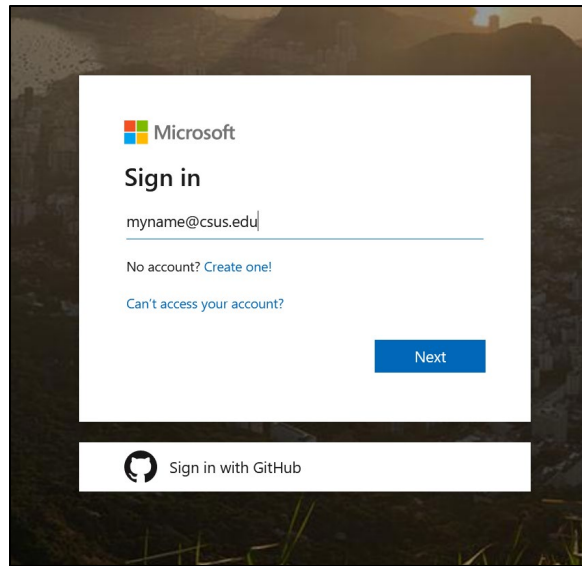 Microsoft
Sign in
myname@csus.edu
No account? Create one!
Can't access your account?
Next
Sign in with GitHub